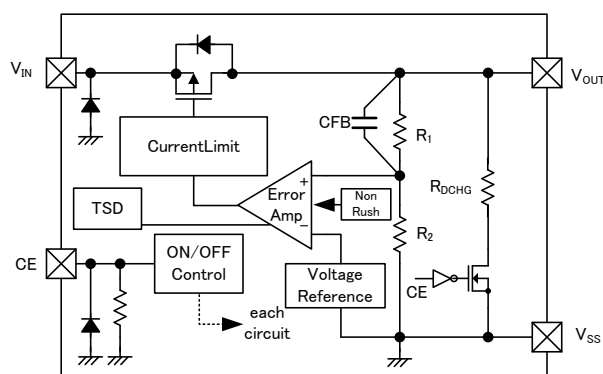 VIN
VOUT
CFB
R1
CurrentLimit
RDCHG
+
Error
Amp
−
Non
Rush
TSD
R2
CE
ON/OFF
Control
Voltage
Reference
CE
each
circuit
VSS